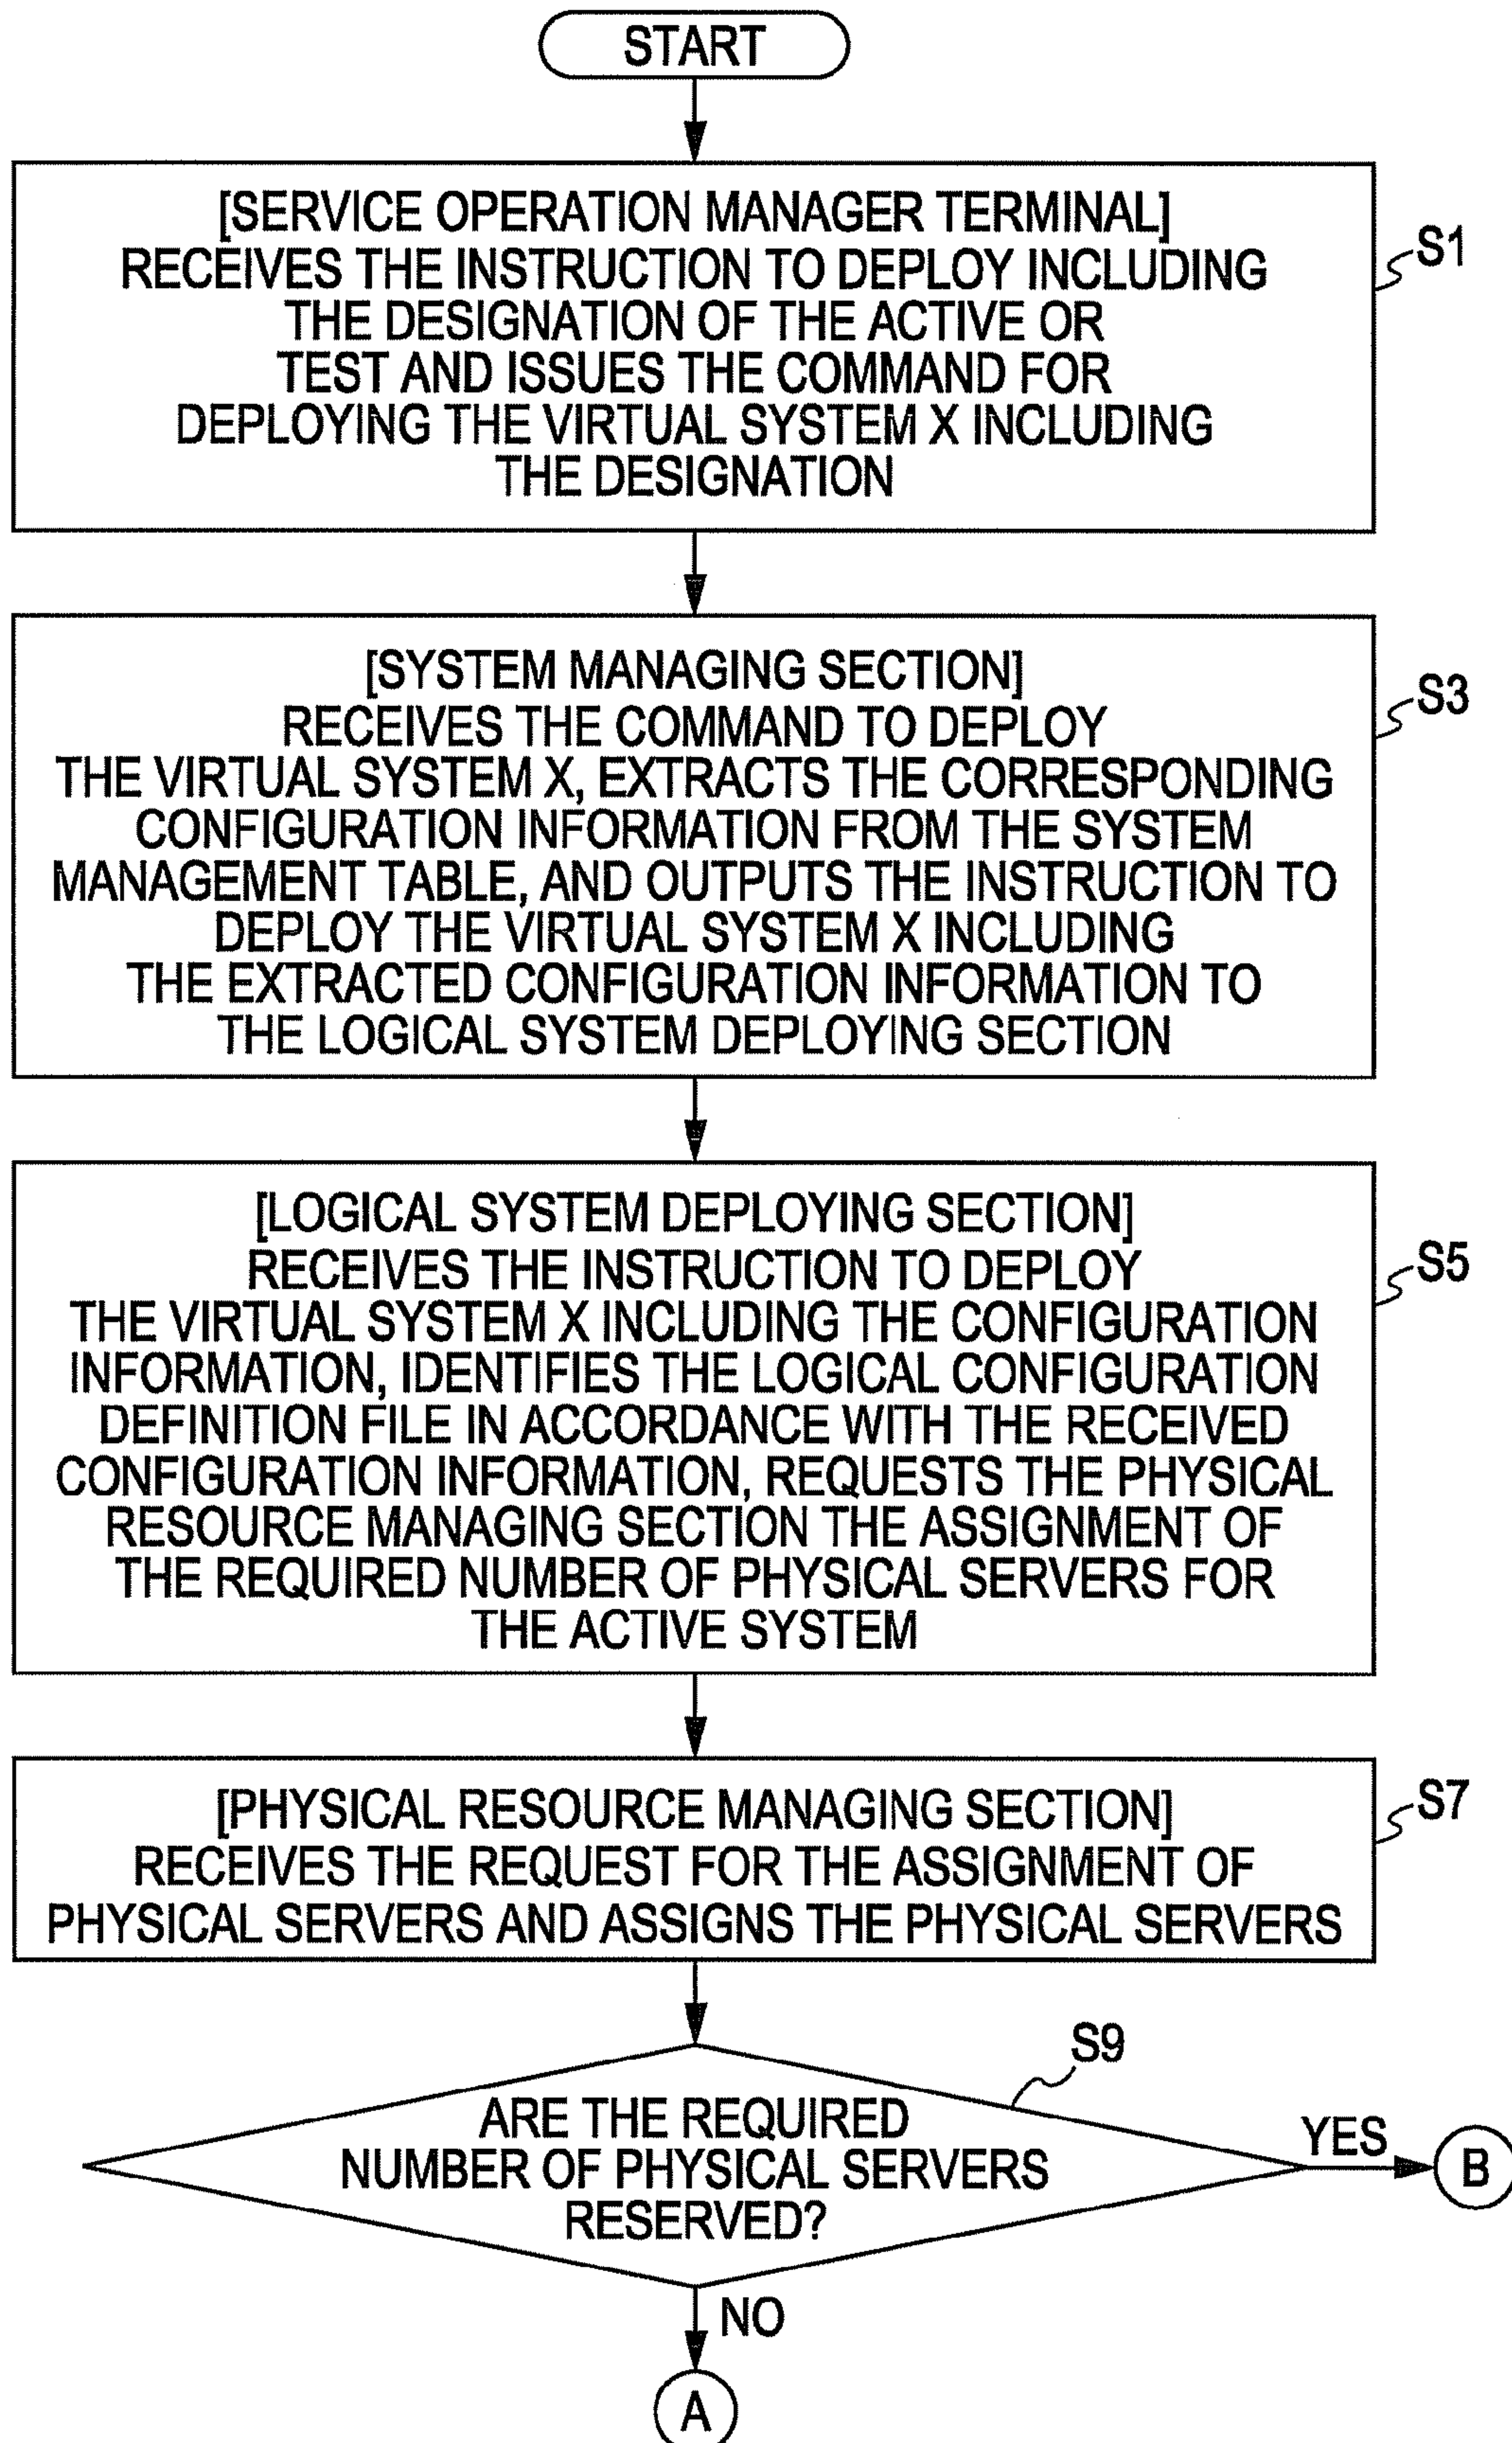 START
[SERVICE OPERATION MANAGER TERMINAL]
RECEIVES THE INSTRUCTION TO DEPLOY INCLUDING
THE DESIGNATION OF THE ACTIVE OR
TEST AND ISSUES THE COMMAND FOR
DEPLOYING THE VIRTUAL SYSTEM X INCLUDING
THE DESIGNATION
S1
[SYSTEM MANAGING SECTION]
RECEIVES THE COMMAND TO DEPLOY
THE VIRTUAL SYSTEM X, EXTRACTS THE CORRESPONDING
CONFIGURATION INFORMATION FROM THE SYSTEM
MANAGEMENT TABLE, AND OUTPUTS THE INSTRUCTION TO
DEPLOY THE VIRTUAL SYSTEM X INCLUDING
THE EXTRACTED CONFIGURATION INFORMATION TO
THE LOGICAL SYSTEM DEPLOYING SECTION
S3
[LOGICAL SYSTEM DEPLOYING SECTION]
RECEIVES THE INSTRUCTION TO DEPLOY
THE VIRTUAL SYSTEM X INCLUDING THE CONFIGURATION
INFORMATION, IDENTIFIES THE LOGICAL CONFIGURATION
DEFINITION FILE IN ACCORDANCE WITH THE RECEIVED
CONFIGURATION INFORMATION, REQUESTS THE PHYSICAL
RESOURCE MANAGING SECTION THE ASSIGNMENT OF
THE REQUIRED NUMBER OF PHYSICAL SERVERS FOR
THE ACTIVE SYSTEM
S5
[PHYSICAL RESOURCE MANAGING SECTION]
RECEIVES THE REQUEST FOR THE ASSIGNMENT OF
PHYSICAL SERVERS AND ASSIGNS THE PHYSICAL SERVERS
S7
S9
ARE THE REQUIRED
NUMBER OF PHYSICAL SERVERS
RESERVED?
YES
B
NO
A